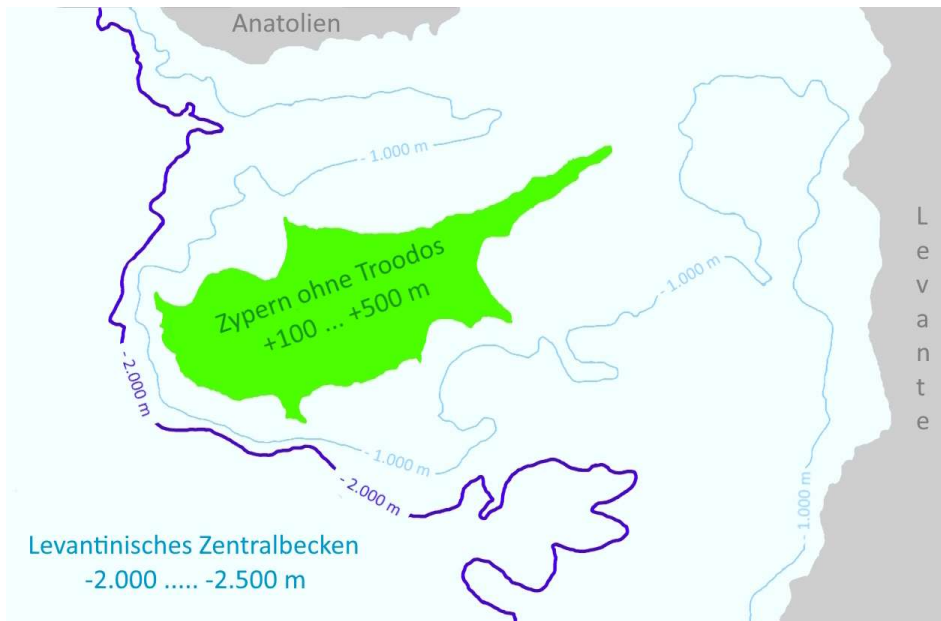 Anatolien
- 1.000 m
Zypern ohne Troodos
+100 ... +500 m
- 1.000 m
Levante
- 2.000 m
- 1.000 m
- 2.000 m
- 1.000 m
Levantinisches Zentralbecken
-2.000 ..... -2.500 m